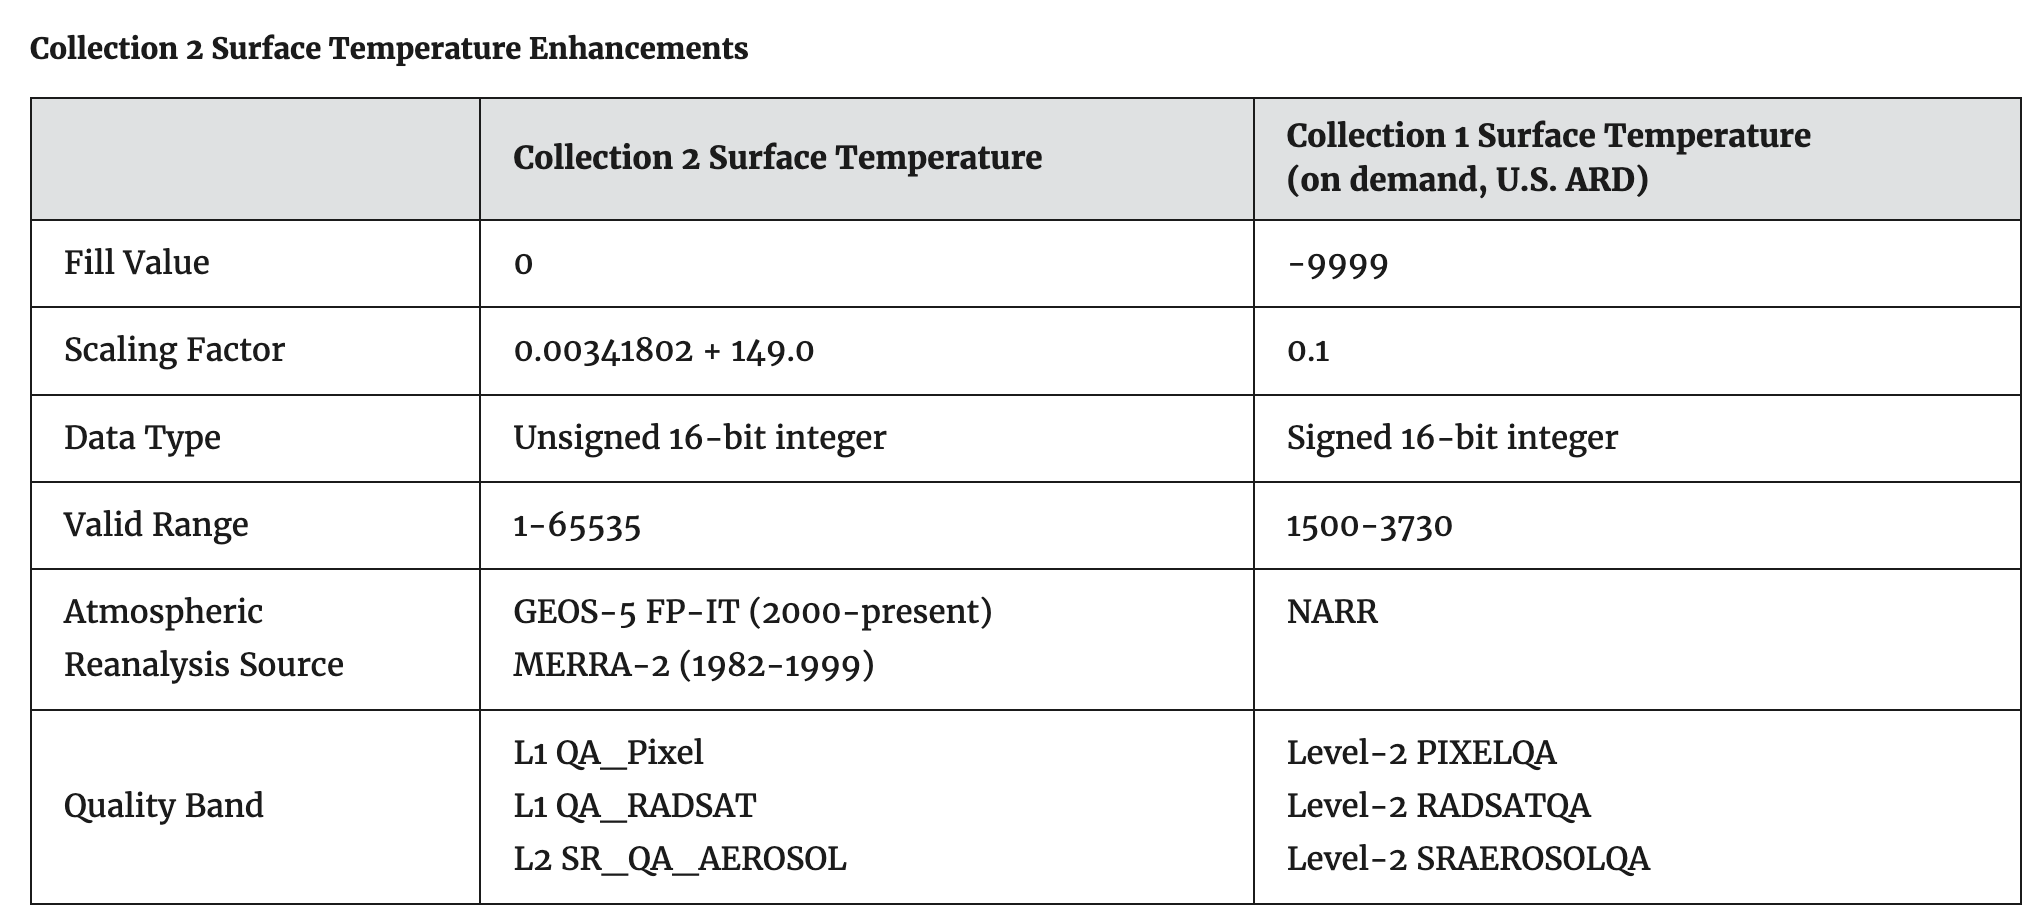 Collection 2 Surface Temperature Enhancements
Collection 2 Surface Temperature
Collection 1 Surface Temperature
(on demand, U.S. ARD)
Fill Value
0
-9999
Scaling Factor
0.00341802 + 149.0
0.1
Data Type
Unsigned 16-bit integer
Signed 16-bit integer
Valid Range
1-65535
1500-3730
Atmospheric
Reanalysis Source
GEOS-5 FP-IT (2000-present)
MERRA-2 (1982-1999)
NARR
Quality Band
L1 QA_Pixel
L1 QA_RADSAT
L2 SR_QA_AEROSOL
Level-2 PIXELQA
Level-2 RADSATQA
Level-2 SRAEROSOLQA